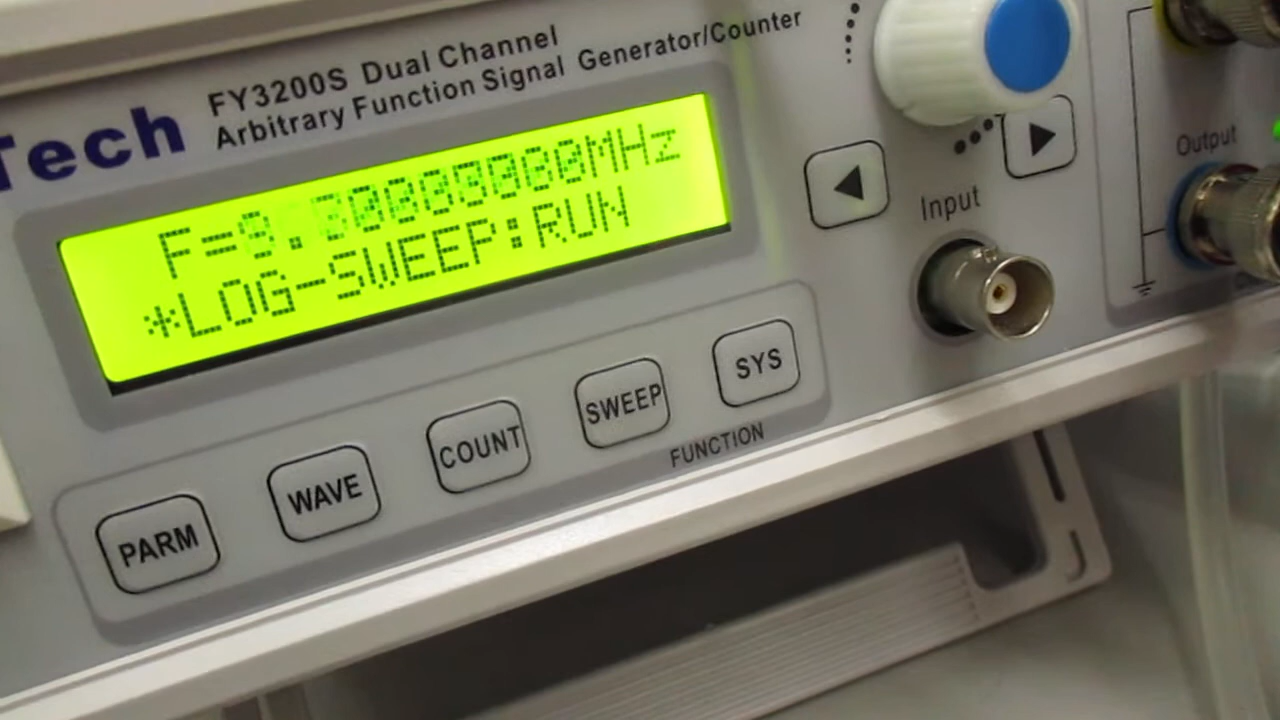 Tech
FY3200S Dual Channel
Arbitrary Function Signal Generator/Counter
*LOG-SWEEP:RUN
Input
Output
PARM
WAVE
COUNT
SWEEP
SYS
FUNCTION